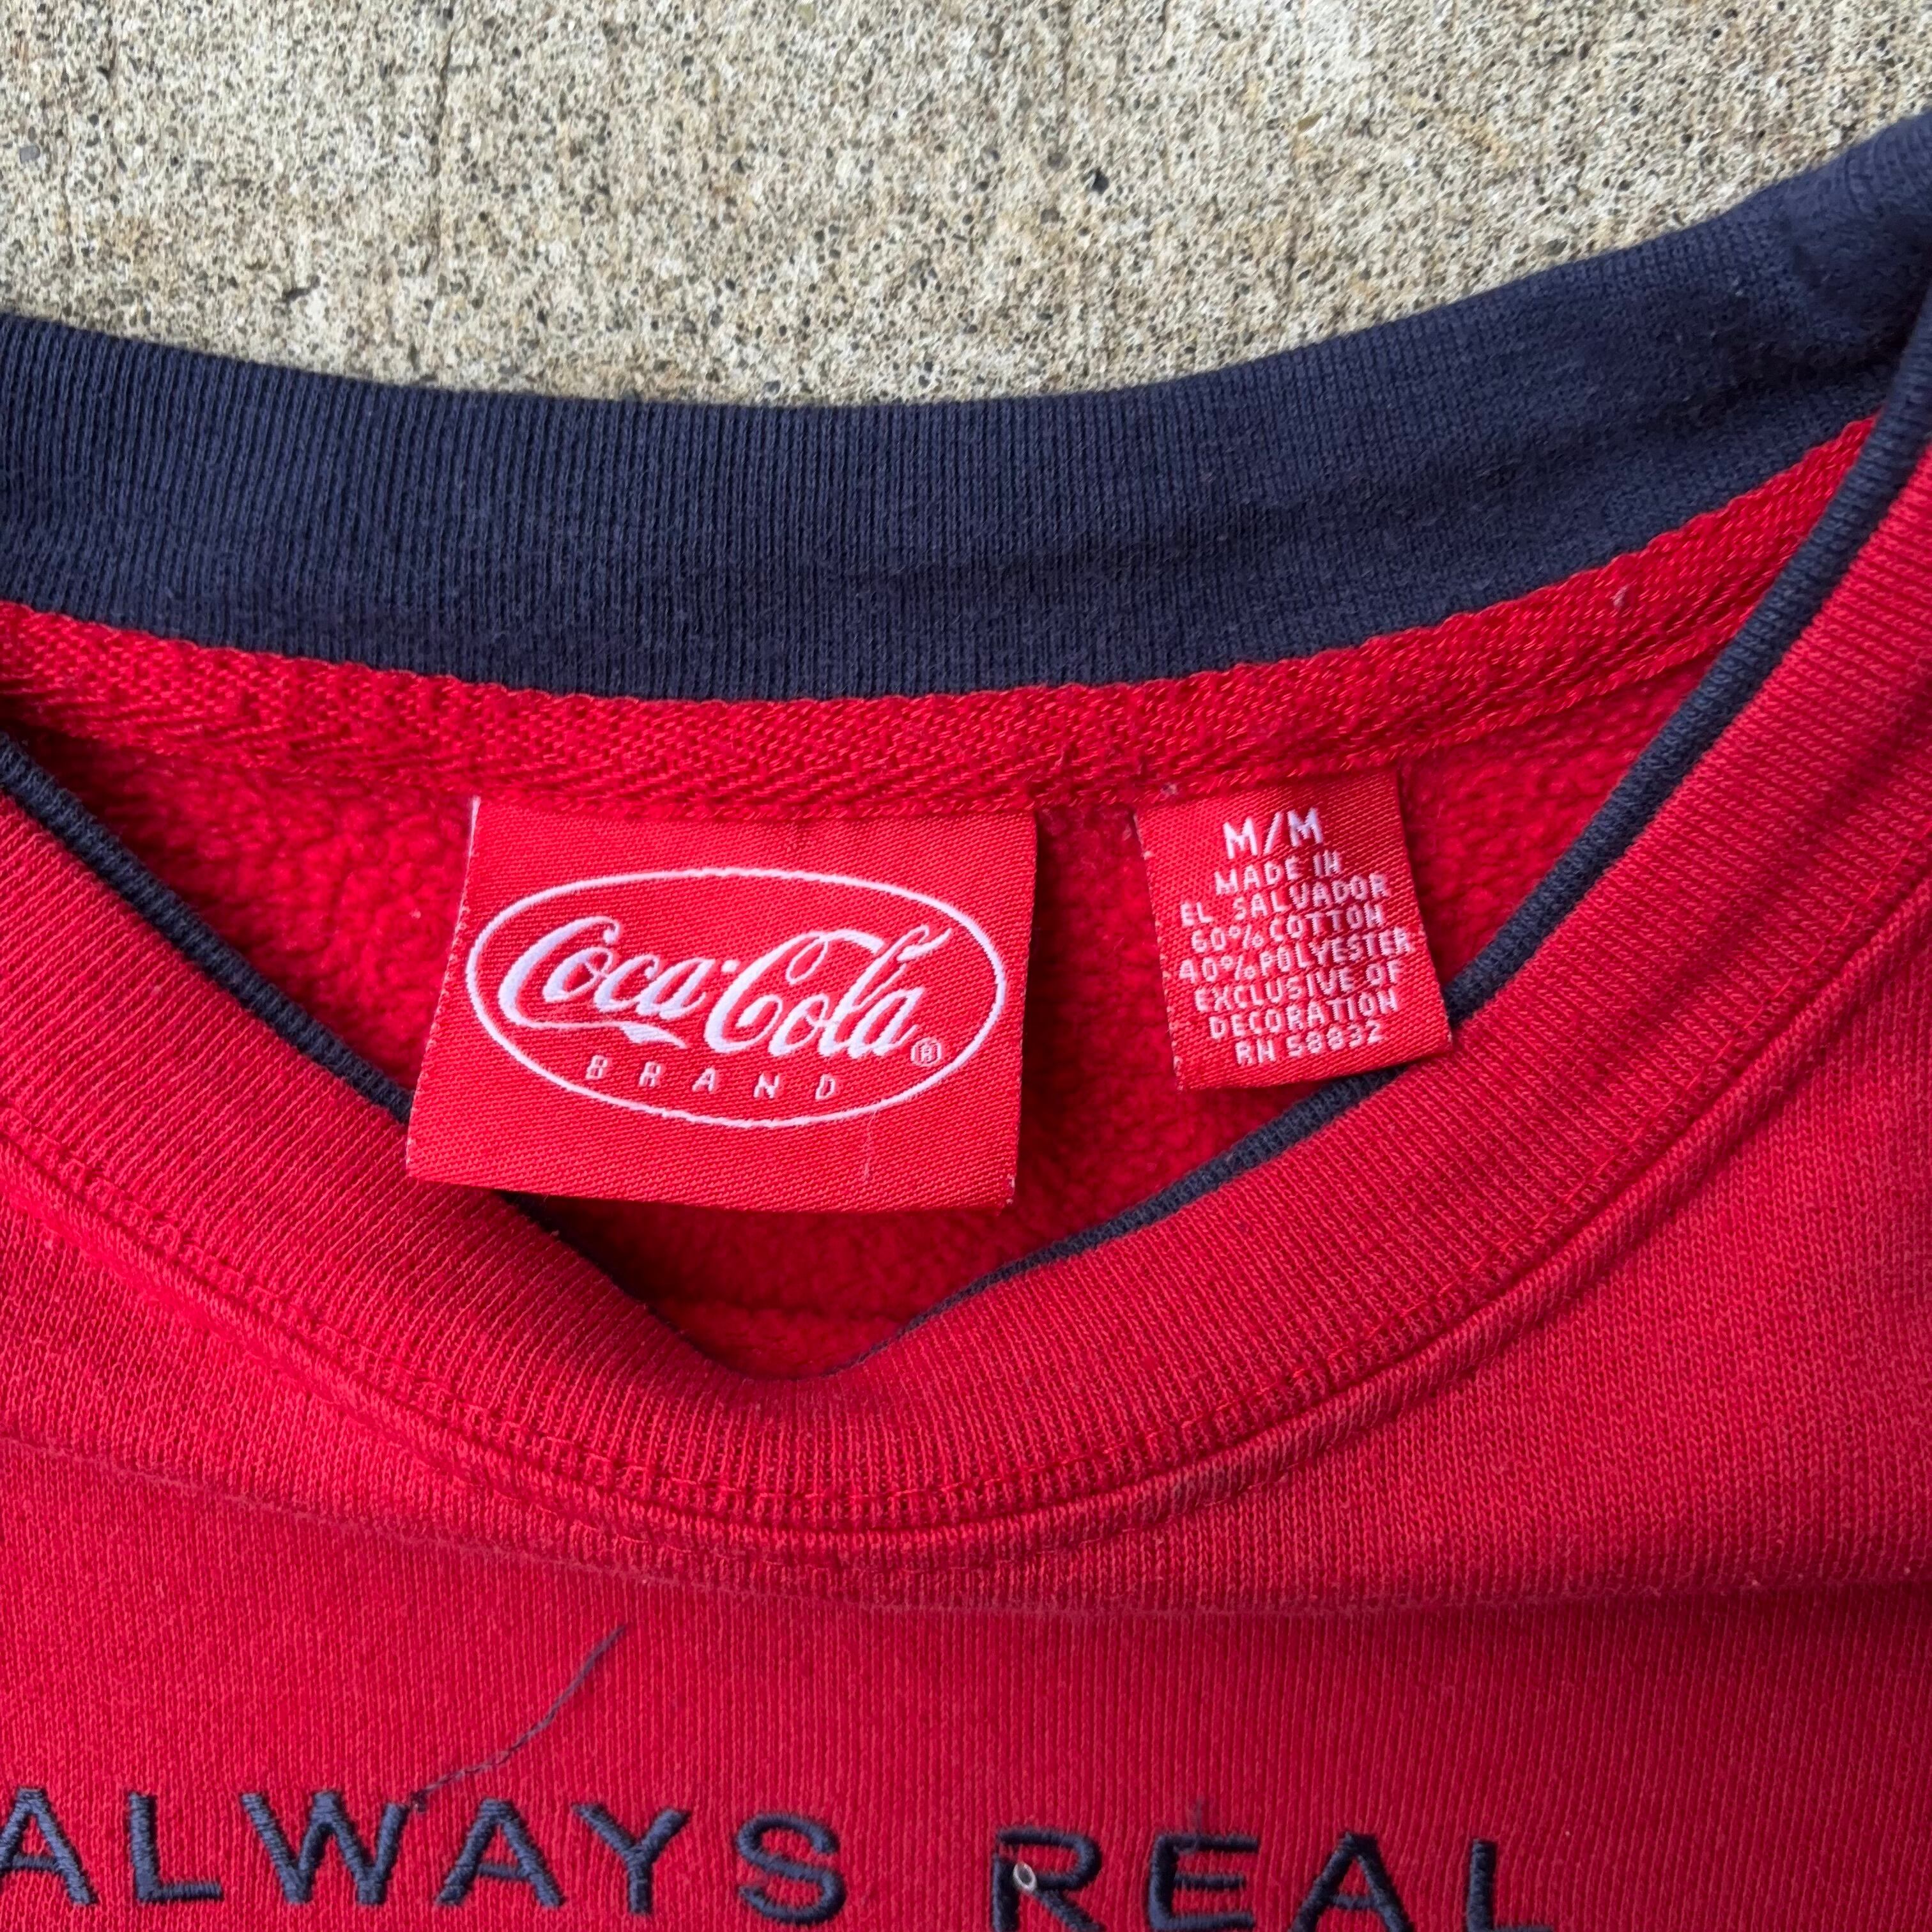 Coca-Cola ®
BRAND
M/M
MADE IN
EL SALVADOR
60% COTTON
40% POLYESTER
EXCLUSIVE OF
DECORATION
RN 58832
ALWAYS REAL